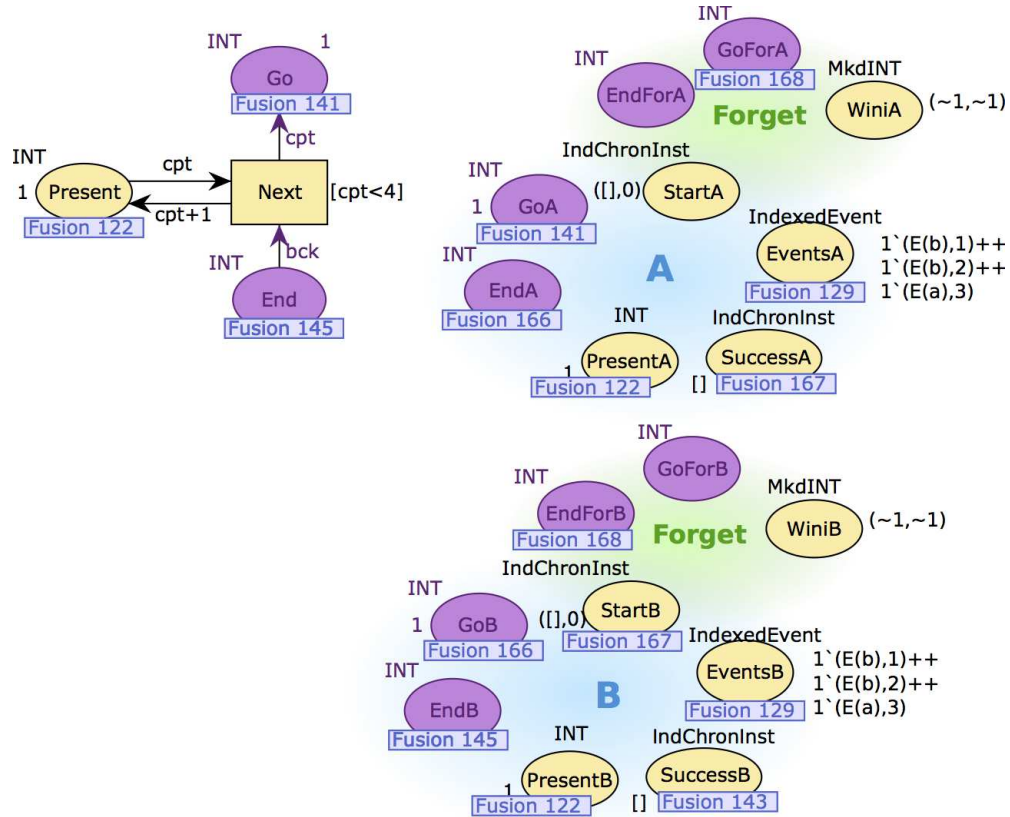 INT
1
Go
Fusion 141
cpt
INT
cpt
1
Present
Next
[cpt<4]
cpt+1
Fusion 122
bck
INT
End
Fusion 145
INT
GoForA
INT
Fusion 168
MkdINT
EndForA
WiniA
(~1,~1)
Forget
IndChronInst
INT
([],0)
StartA
1
GoA
Fusion 141
IndexedEvent
EventsA
1`(E(b),1)++
1`(E(b),2)++
1`(E(a),3)
Fusion 129
INT
EndA
Fusion 166
A
INT
IndChronInst
PresentA
SuccessA
1
Fusion 122
[]
Fusion 167
INT
GoForB
INT
MkdINT
EndForB
WiniB
(~1,~1)
Fusion 168
Forget
IndChronInst
INT
([],0)
StartB
1
GoB
Fusion 167
Fusion 166
IndexedEvent
EventsB
1`(E(b),1)++
1`(E(b),2)++
1`(E(a),3)
Fusion 129
INT
EndB
Fusion 145
B
INT
IndChronInst
PresentB
SuccessB
1
Fusion 122
[]
Fusion 143